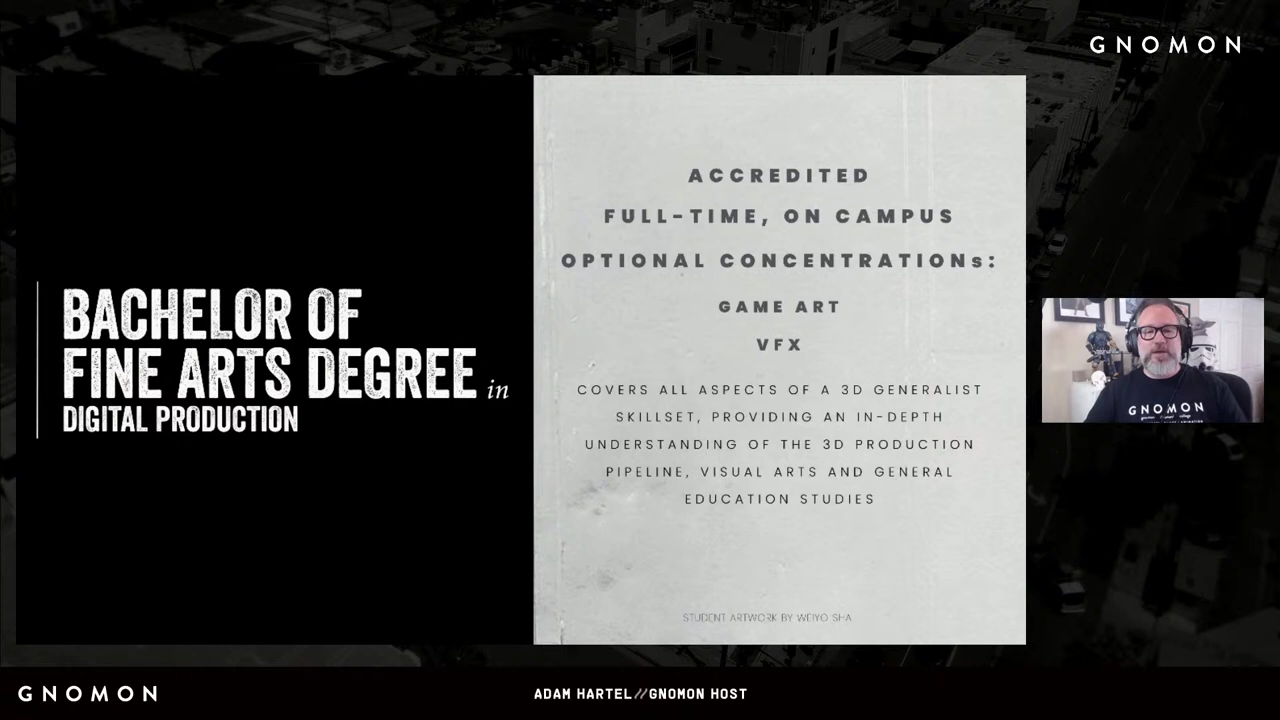 GNOMON
BACHELOR OF
FINE ARTS DEGREE in
DIGITAL PRODUCTION
ACCREDITED
FULL-TIME, ON CAMPUS
OPTIONAL CONCENTRATIONs:
GAME ART
VFX
COVERS ALL ASPECTS OF A 3D GENERALIST
SKILLSET, PROVIDING AN IN-DEPTH
UNDERSTANDING OF THE 3D PRODUCTION
PIPELINE, VISUAL ARTS AND GENERAL
EDUCATION STUDIES
STUDENT ARTWORK BY WEIYO SHA
GNOMON
GNOMON
ADAM HARTEL//GNOMON HOST